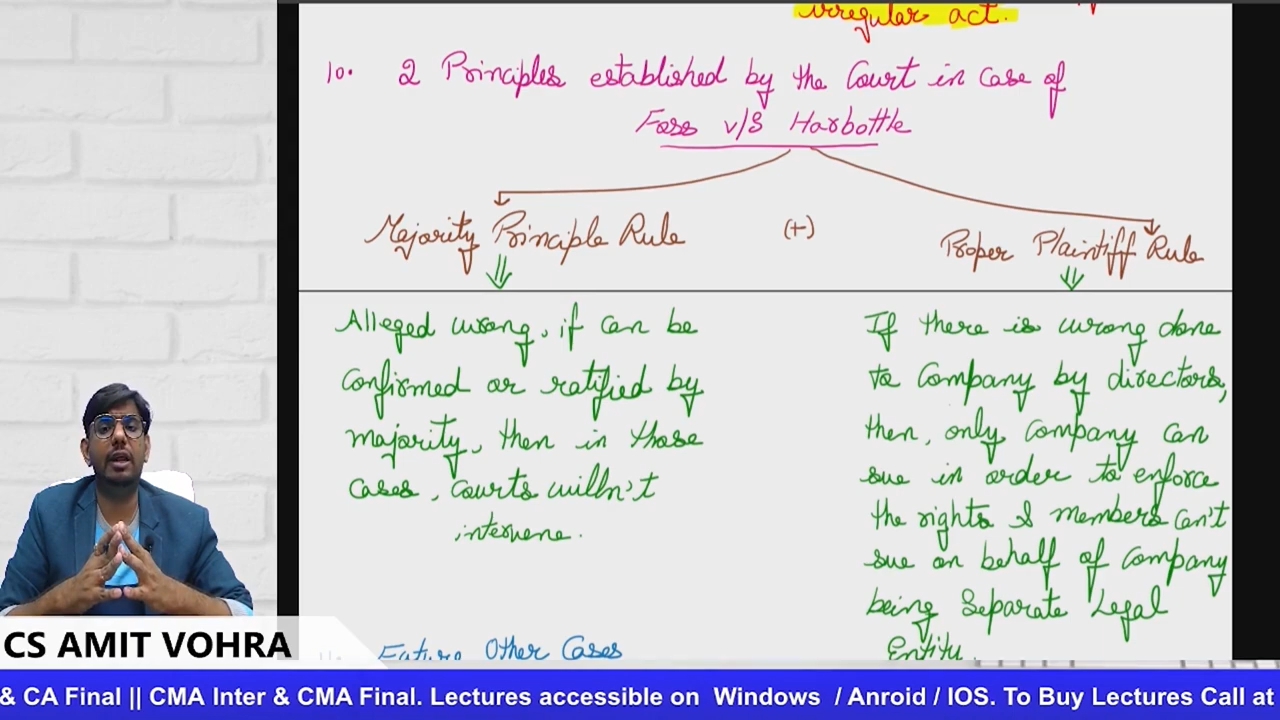 irregular act.
10. 2 Principles established by the Court in case of
Foss v/s Harbottle
Majority Principle Rule (+) Proper Plaintiff Rule
Alleged wrong, if can be
confirmed or ratified by
majority, then in those
cases, courts willn't
intervene.
If there is wrong done
to Company by directors,
then, only company can
sue in order to enforce
the rights & members can't
sue on behalf of company
being Separate Legal
Entity.
11. Future Other Cases
CS AMIT VOHRA
& CA Final || CMA Inter & CMA Final. Lectures accessible on Windows / Anroid / IOS. To Buy Lectures Call at